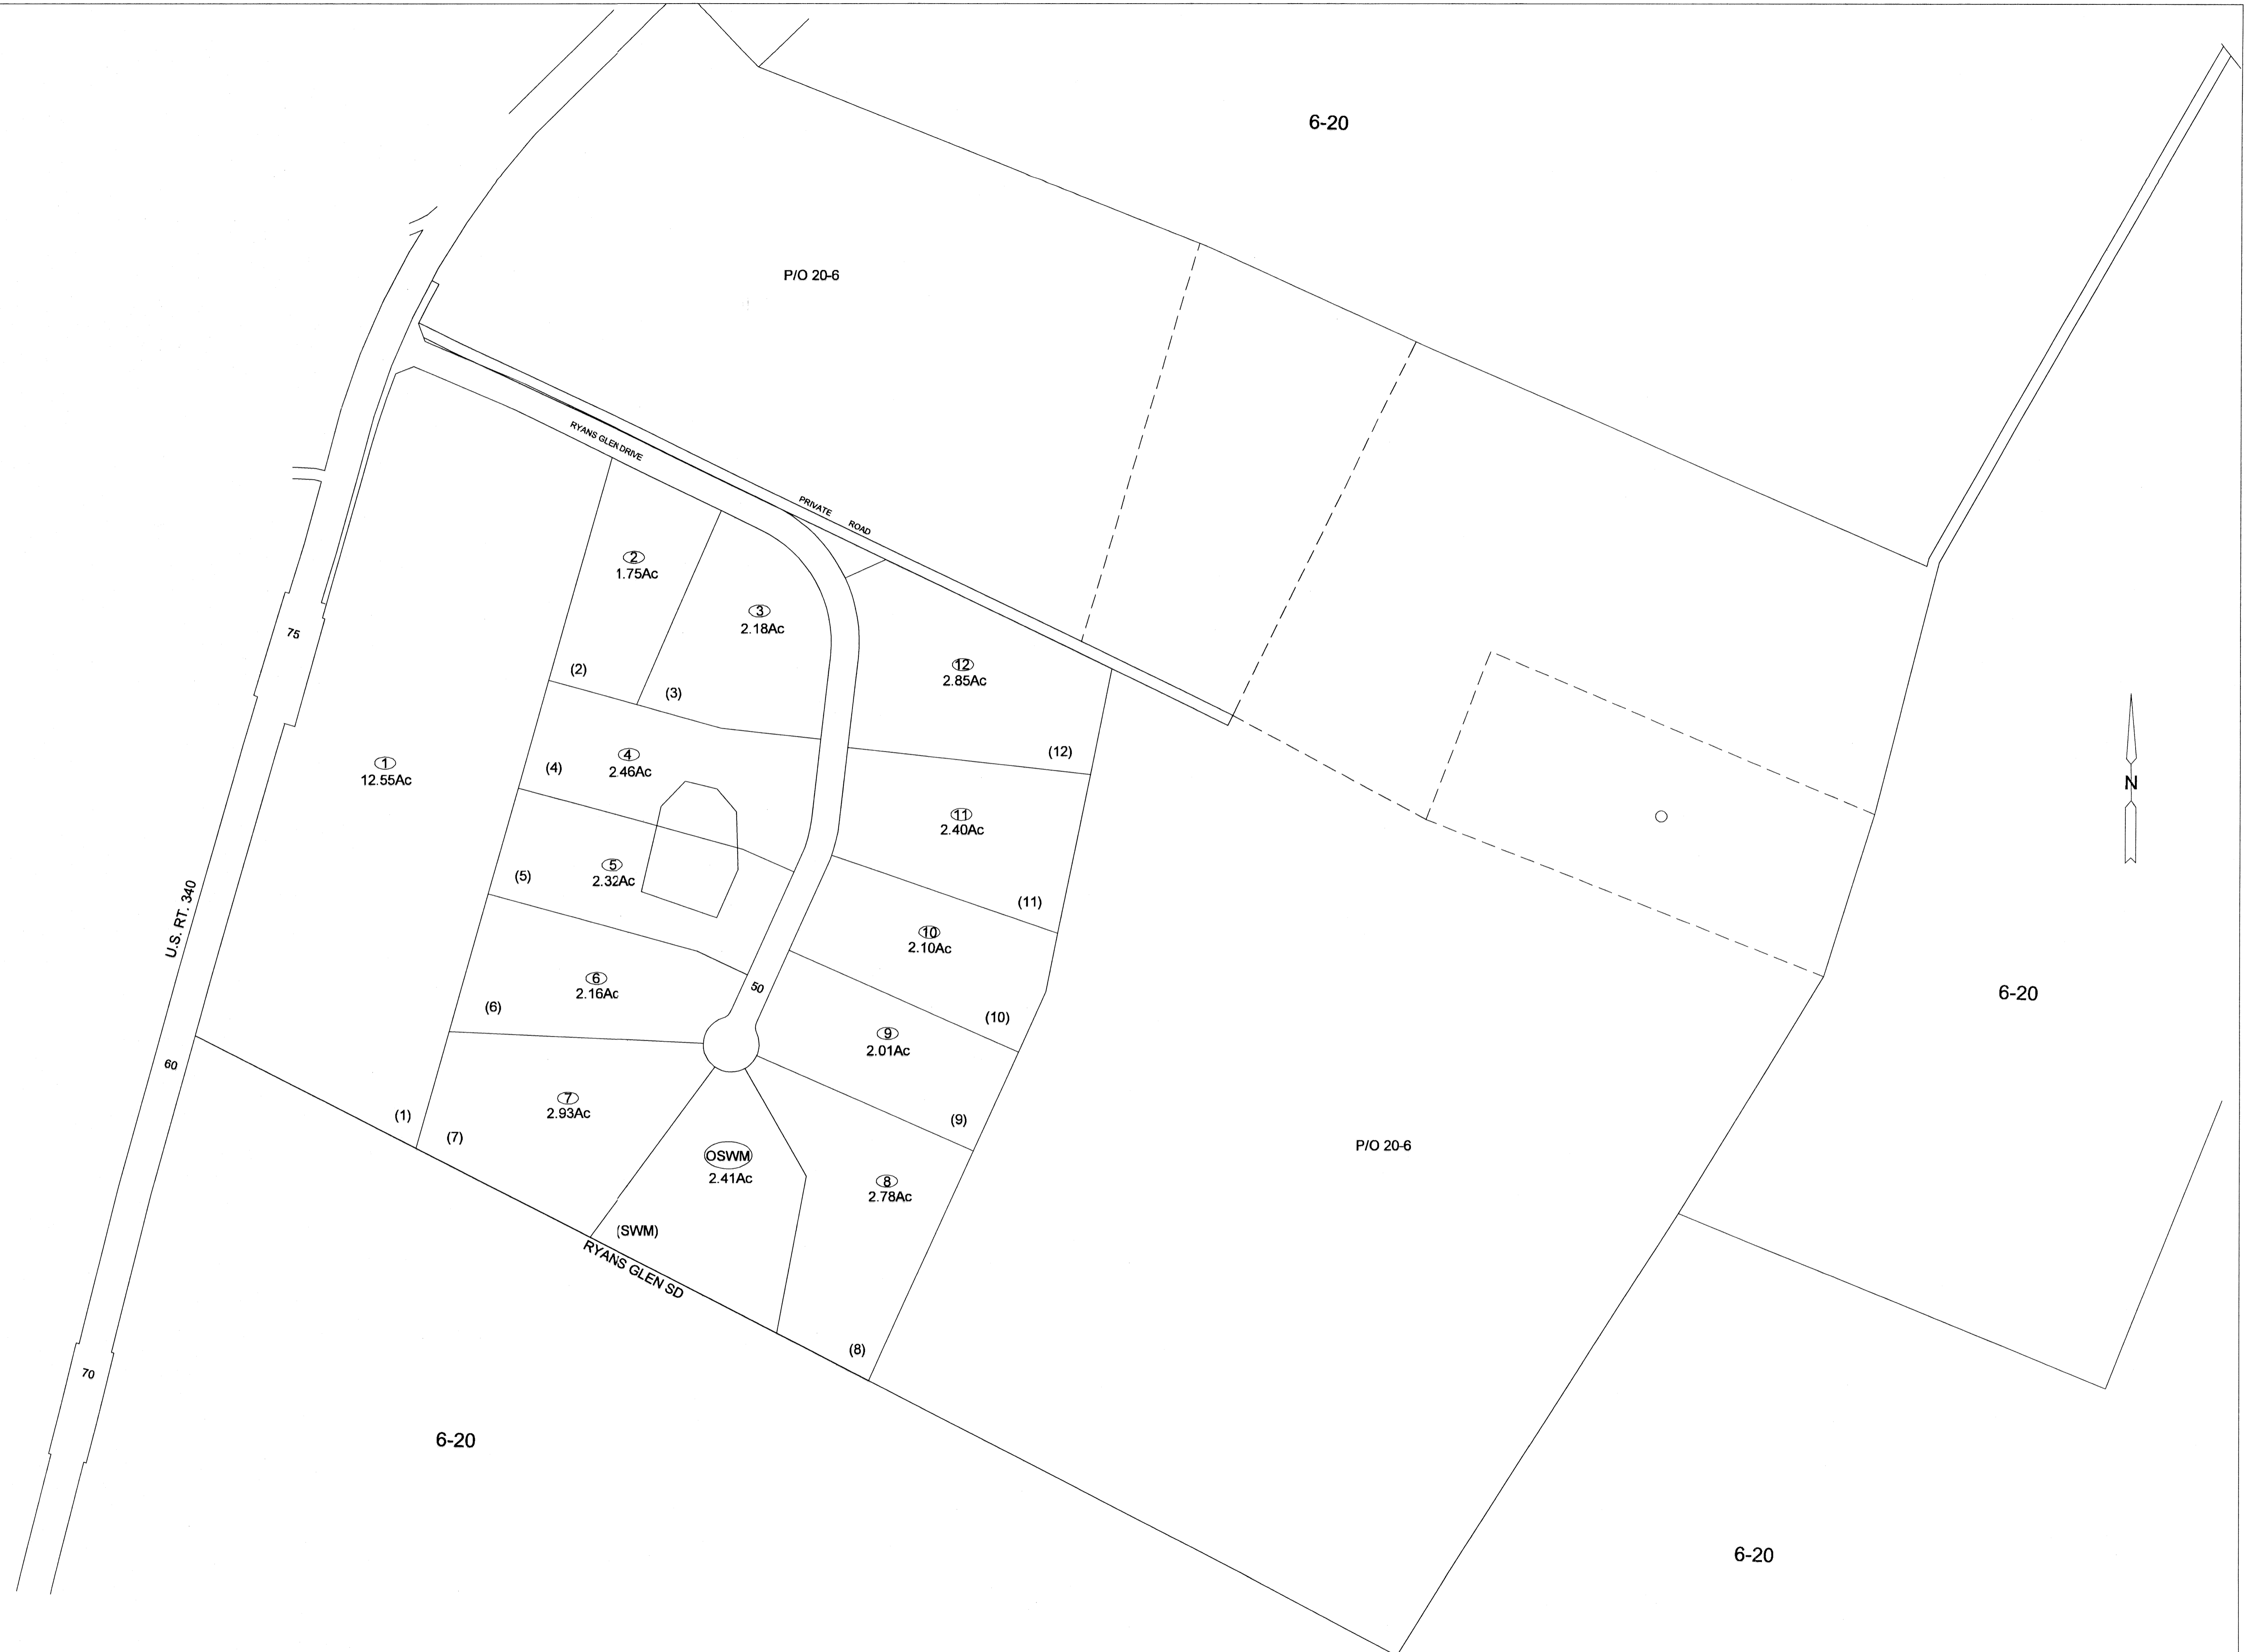 6-20
P/O 20-6
RYANS GLEN DRIVE
PRIVATE ROAD
2
1.75Ac
3
2.18Ac
75
12
2.85Ac
(2)
(3)
(12)
4
2.46Ac
1
12.55Ac
(4)
N
11
2.40Ac
5
2.32Ac
(5)
(11)
U.S. RT. 340
10
2.10Ac
6
2.16Ac
50
6-20
(6)
(10)
9
2.01Ac
60
7
2.93Ac
(1)
(9)
(7)
P/O 20-6
OSWM
2.41Ac
8
2.78Ac
(SWM)
RYANS GLEN SD
(8)
70
6-20
6-20